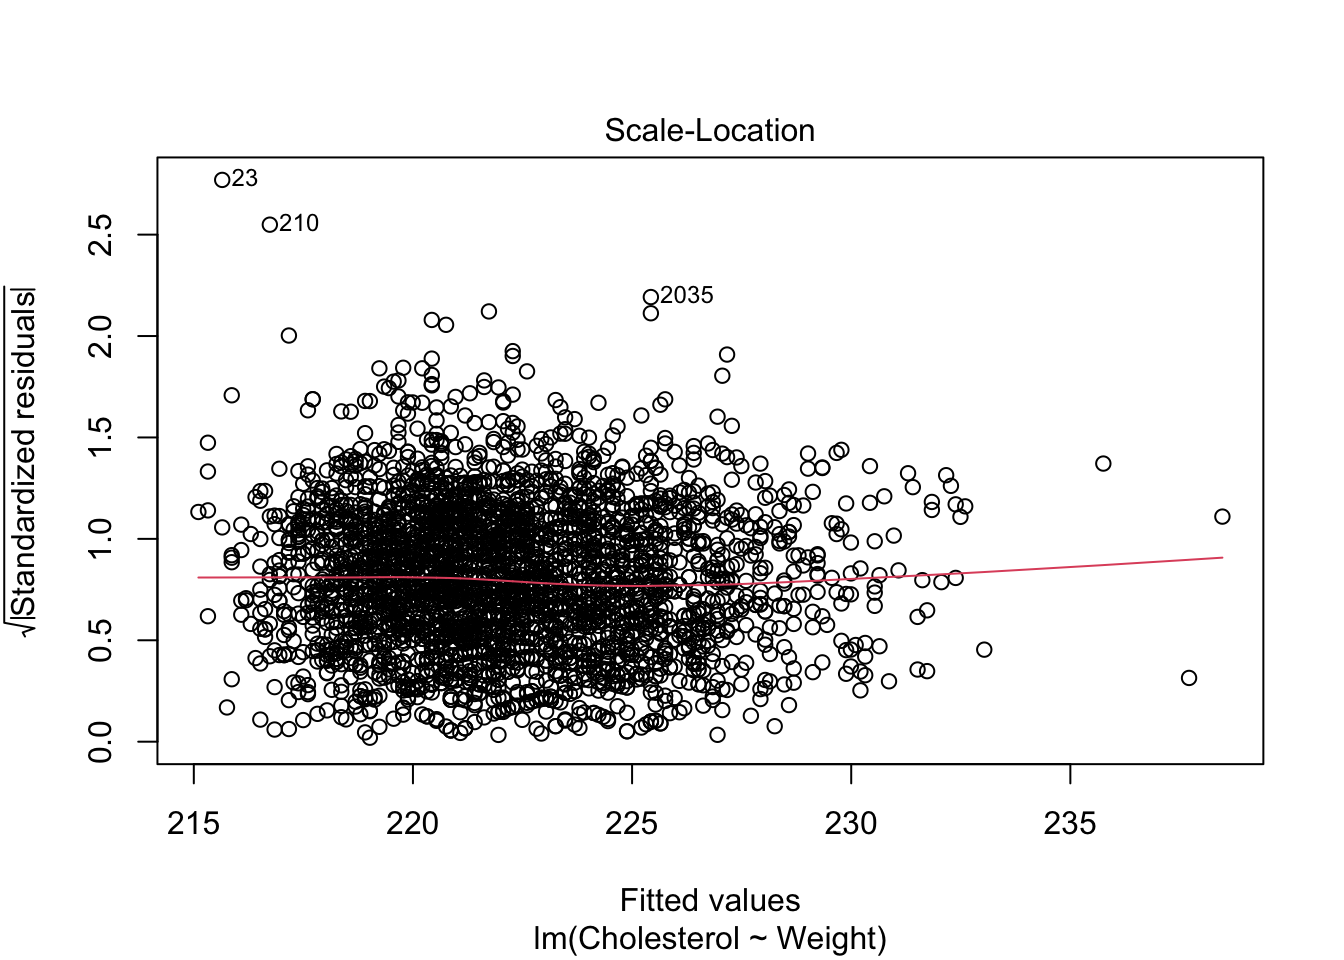 Scale-Location
23
210
2035
√|Standardized residuals|
0.0 0.5 1.0 1.5 2.0 2.5
215 220 225 230 235
Fitted values
lm(Cholesterol ~ Weight)